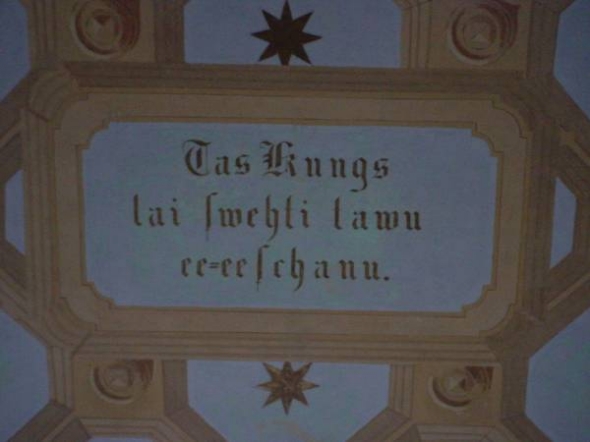 Tas Kungs
lai ſwehti tawu
ee=eeſchanu.